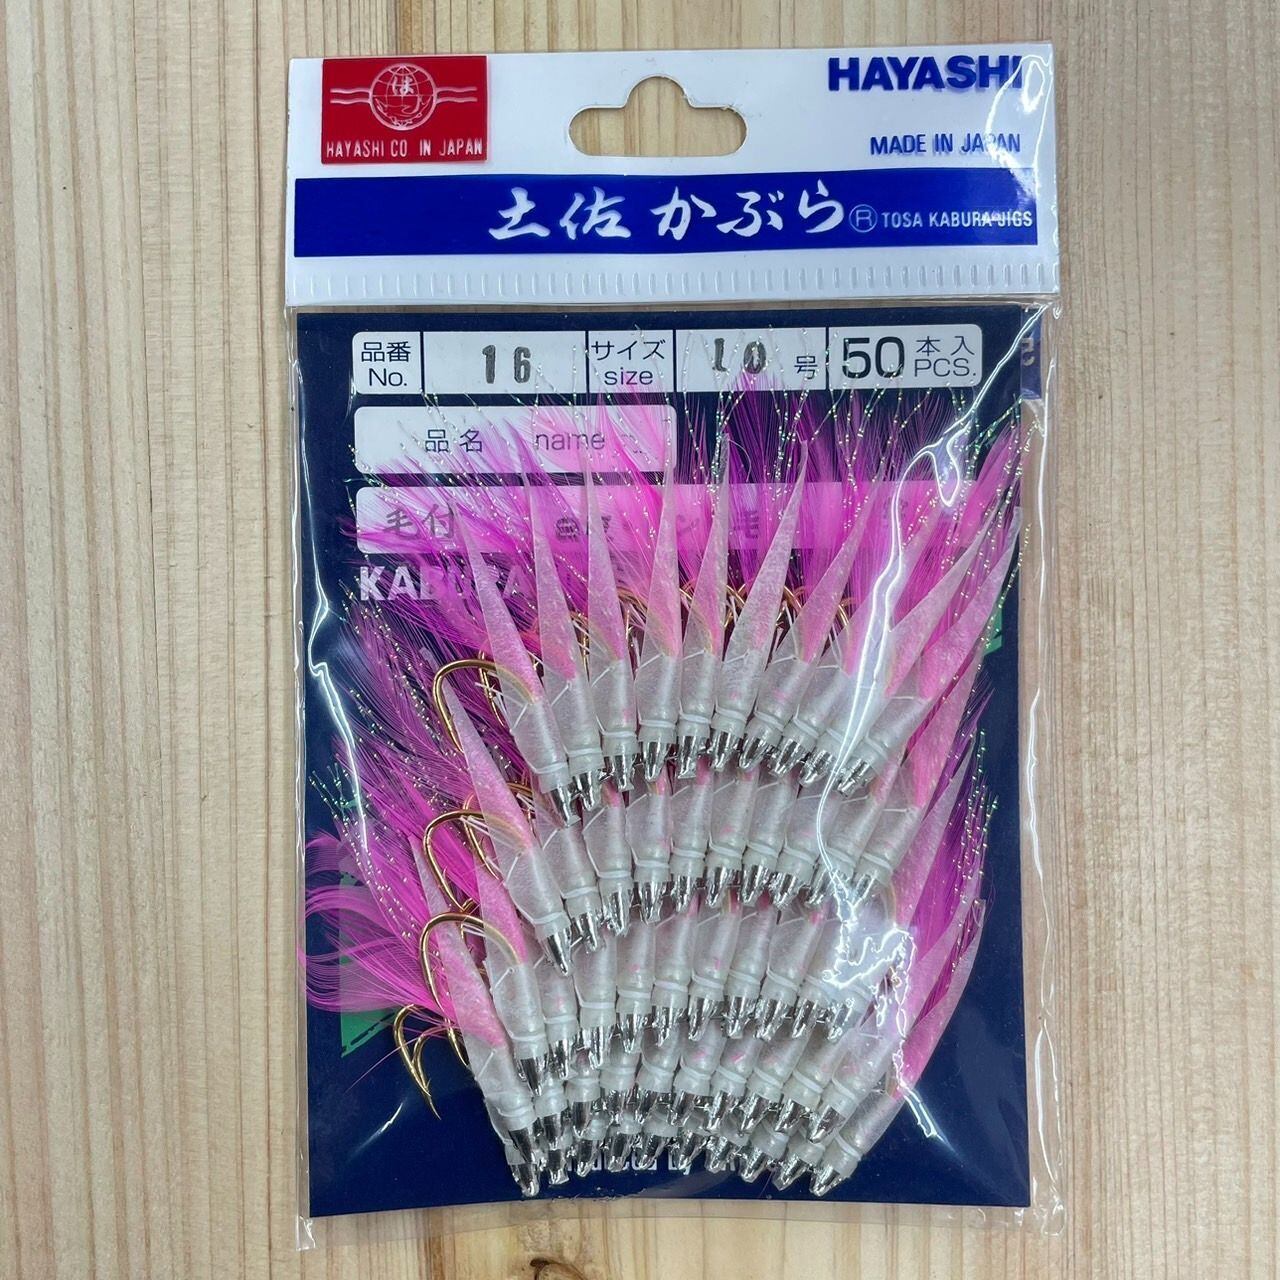 は
HAYASHI CO IN JAPAN
HAYASHI
MADE IN JAPAN
土佐かぶら ® TOSA KABURA JIGS
品番 No. 16 サイズ size 10 号 50 本入 PCS.
品名 name
毛付